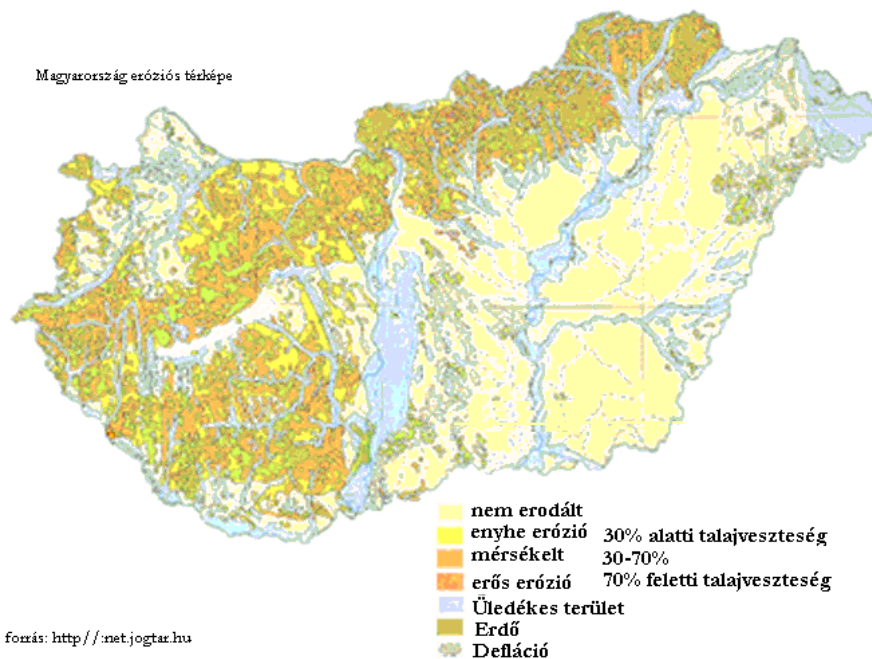 Magyarország eróziós térképe
nem erodált
enyhe erózió 30% alatti talajveszteség
mérsékelt 30-70%
erős erózió 70% feletti talajveszteség
Üledékes terület
Erdő
Defláció
forrás: http//:net.jogtar.hu